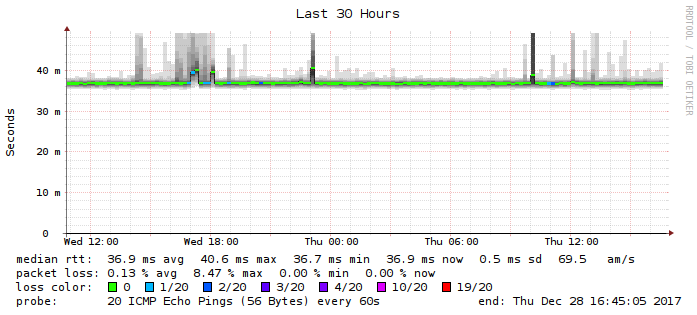 Last 30 Hours
RRDTOOL / TOBI OETIKER
Seconds
40 m
30 m
20 m
10 m
0
Wed 12:00 Wed 18:00 Thu 00:00 Thu 06:00 Thu 12:00
median rtt: 36.9 ms avg 40.6 ms max 36.7 ms min 36.9 ms now 0.5 ms sd 69.5 am/s
packet loss: 0.13 % avg 8.47 % max 0.00 % min 0.00 % now
loss color: 0 1/20 2/20 3/20 4/20 10/20 19/20
probe: 20 ICMP Echo Pings (56 Bytes) every 60s end: Thu Dec 28 16:45:05 2017